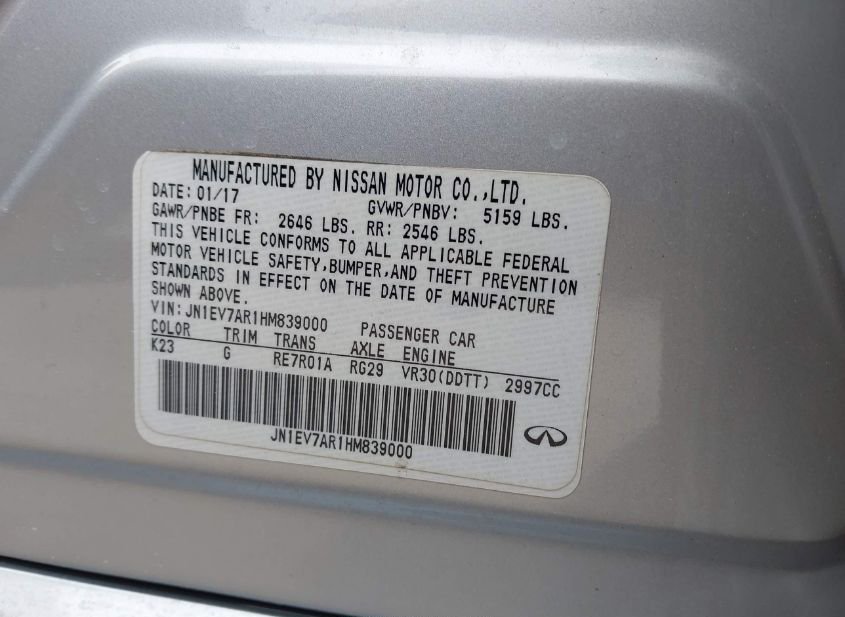 MANUFACTURED BY NISSAN MOTOR CO.,LTD.
DATE: 01/17 GVWR/PNBV: 5159 LBS.
GAWR/PNBE FR: 2646 LBS. RR: 2546 LBS.
THIS VEHICLE CONFORMS TO ALL APPLICABLE FEDERAL
MOTOR VEHICLE SAFETY,BUMPER,AND THEFT PREVENTION
STANDARDS IN EFFECT ON THE DATE OF MANUFACTURE
SHOWN ABOVE.
VIN:JN1EV7AR1HM839000 PASSENGER CAR
COLOR TRIM TRANS AXLE ENGINE
K23 G RE7R01A RG29 VR30(DDTT) 2997CC
JN1EV7AR1HM839000